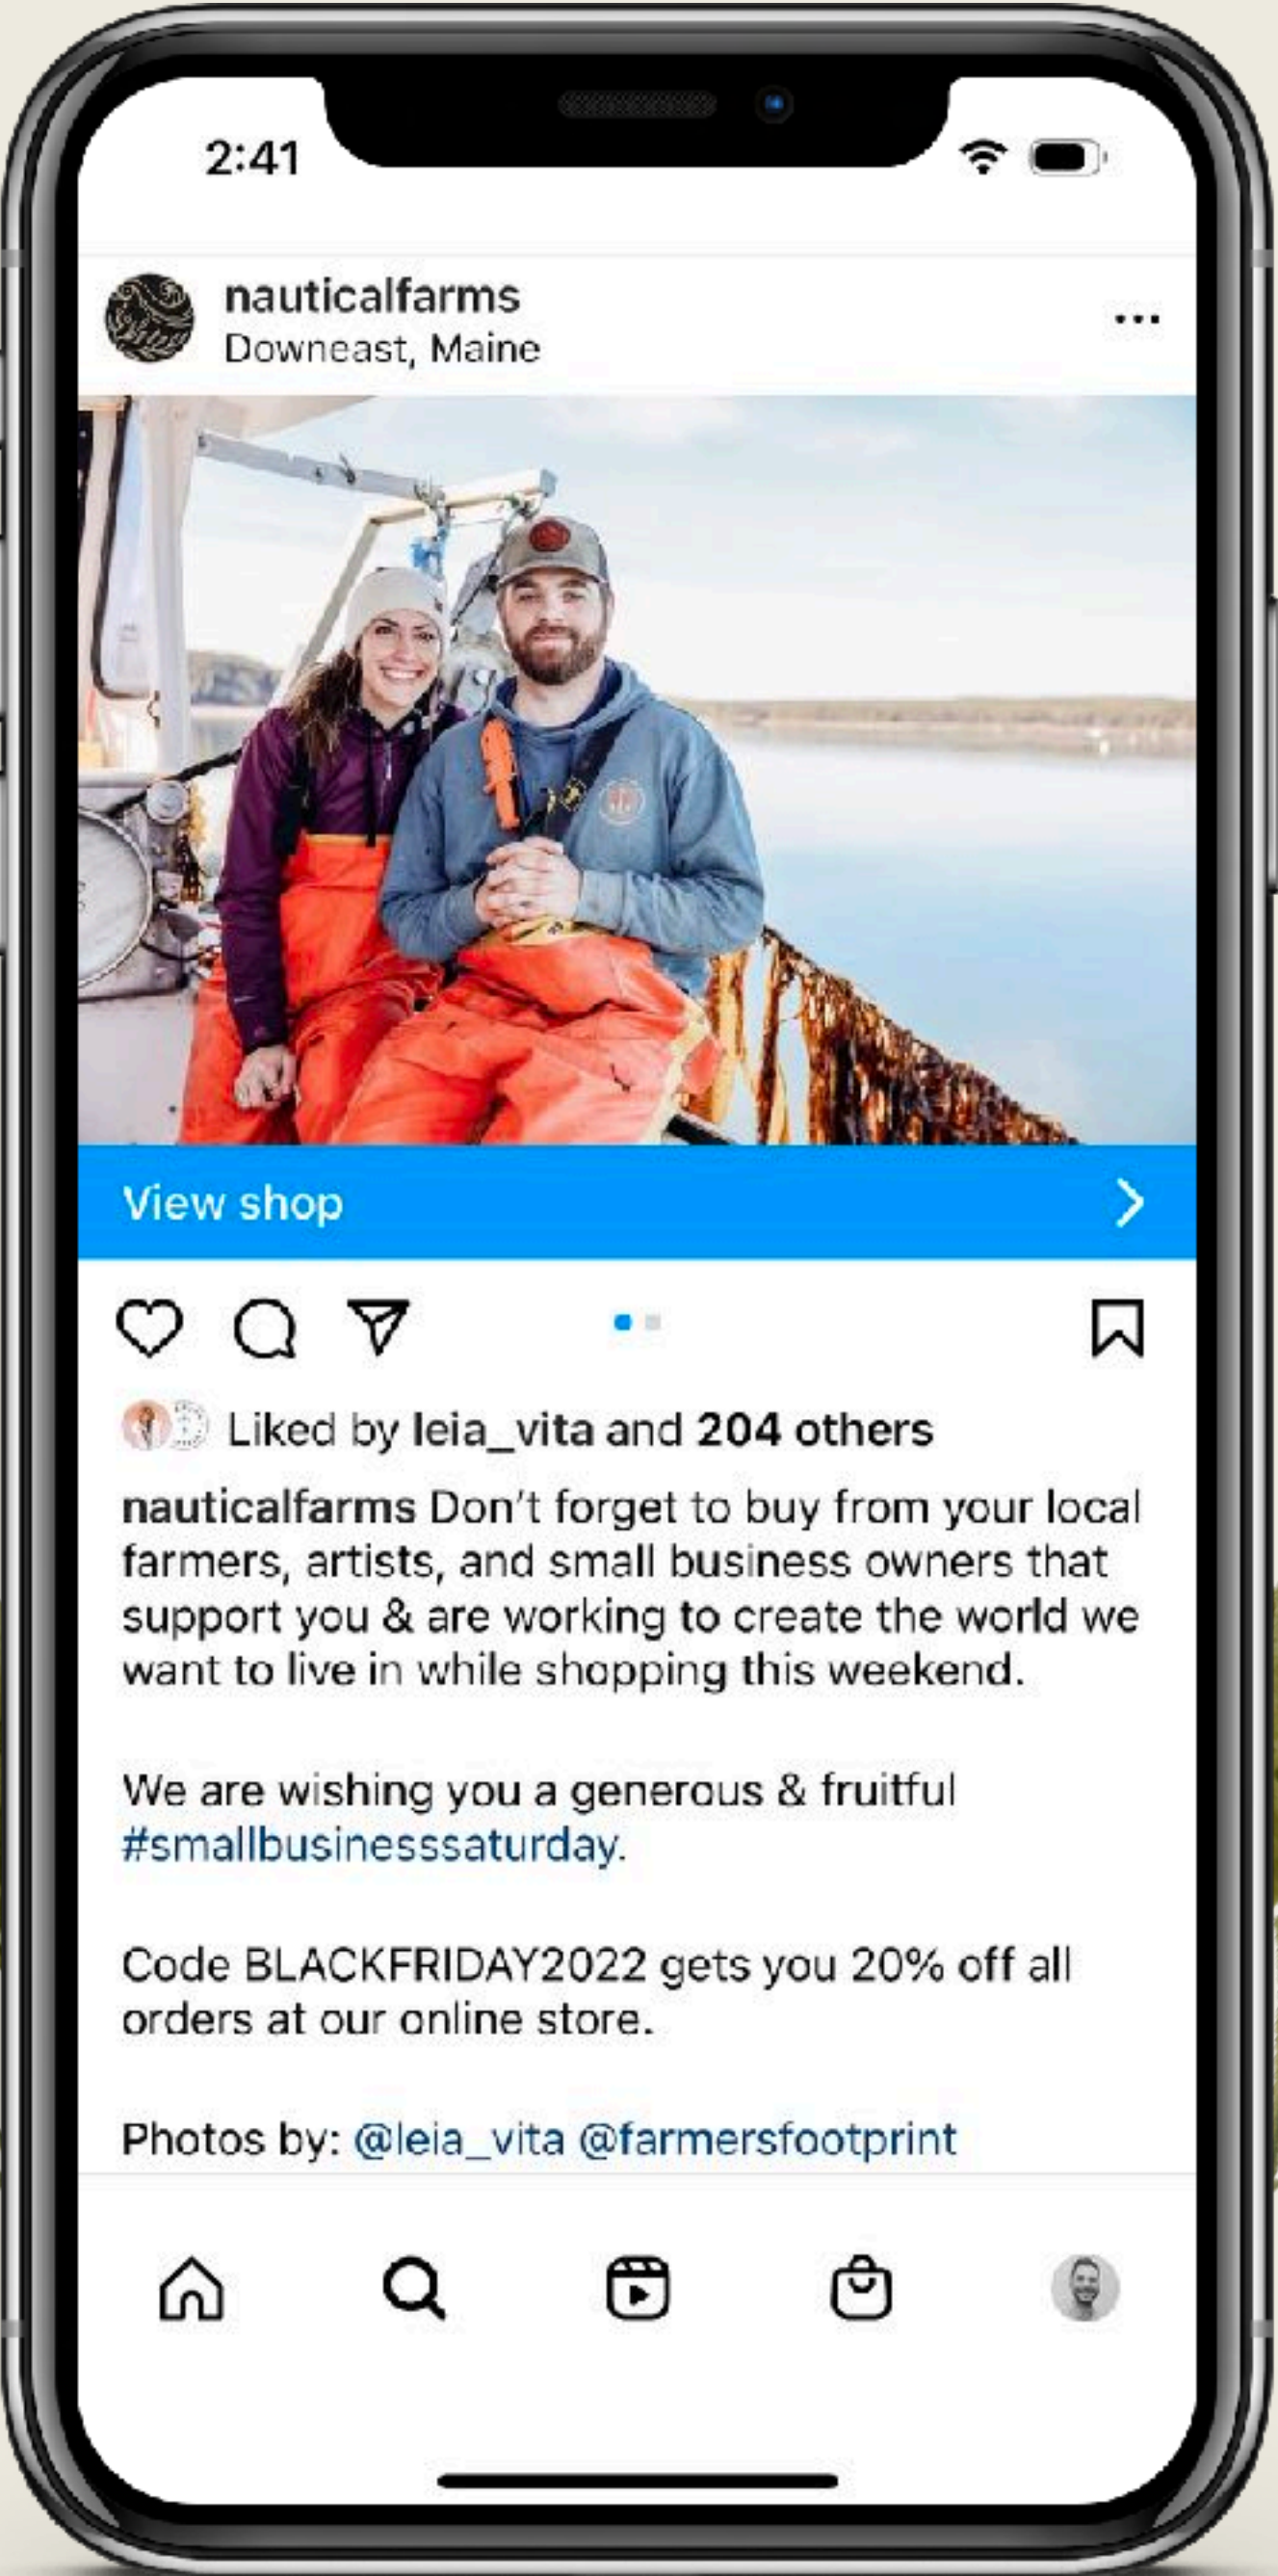 2:41
nauticalfarms
Downeast, Maine
View shop
Liked by leia_vita and 204 others
nauticalfarms Don't forget to buy from your local
farmers, artists, and small business owners that
support you & are working to create the world we
want to live in while shopping this weekend.
We are wishing you a generous & fruitful
#smallbusinesssaturday.
Code BLACKFRIDAY2022 gets you 20% off all
orders at our online store.
Photos by: @leia_vita @farmersfootprint